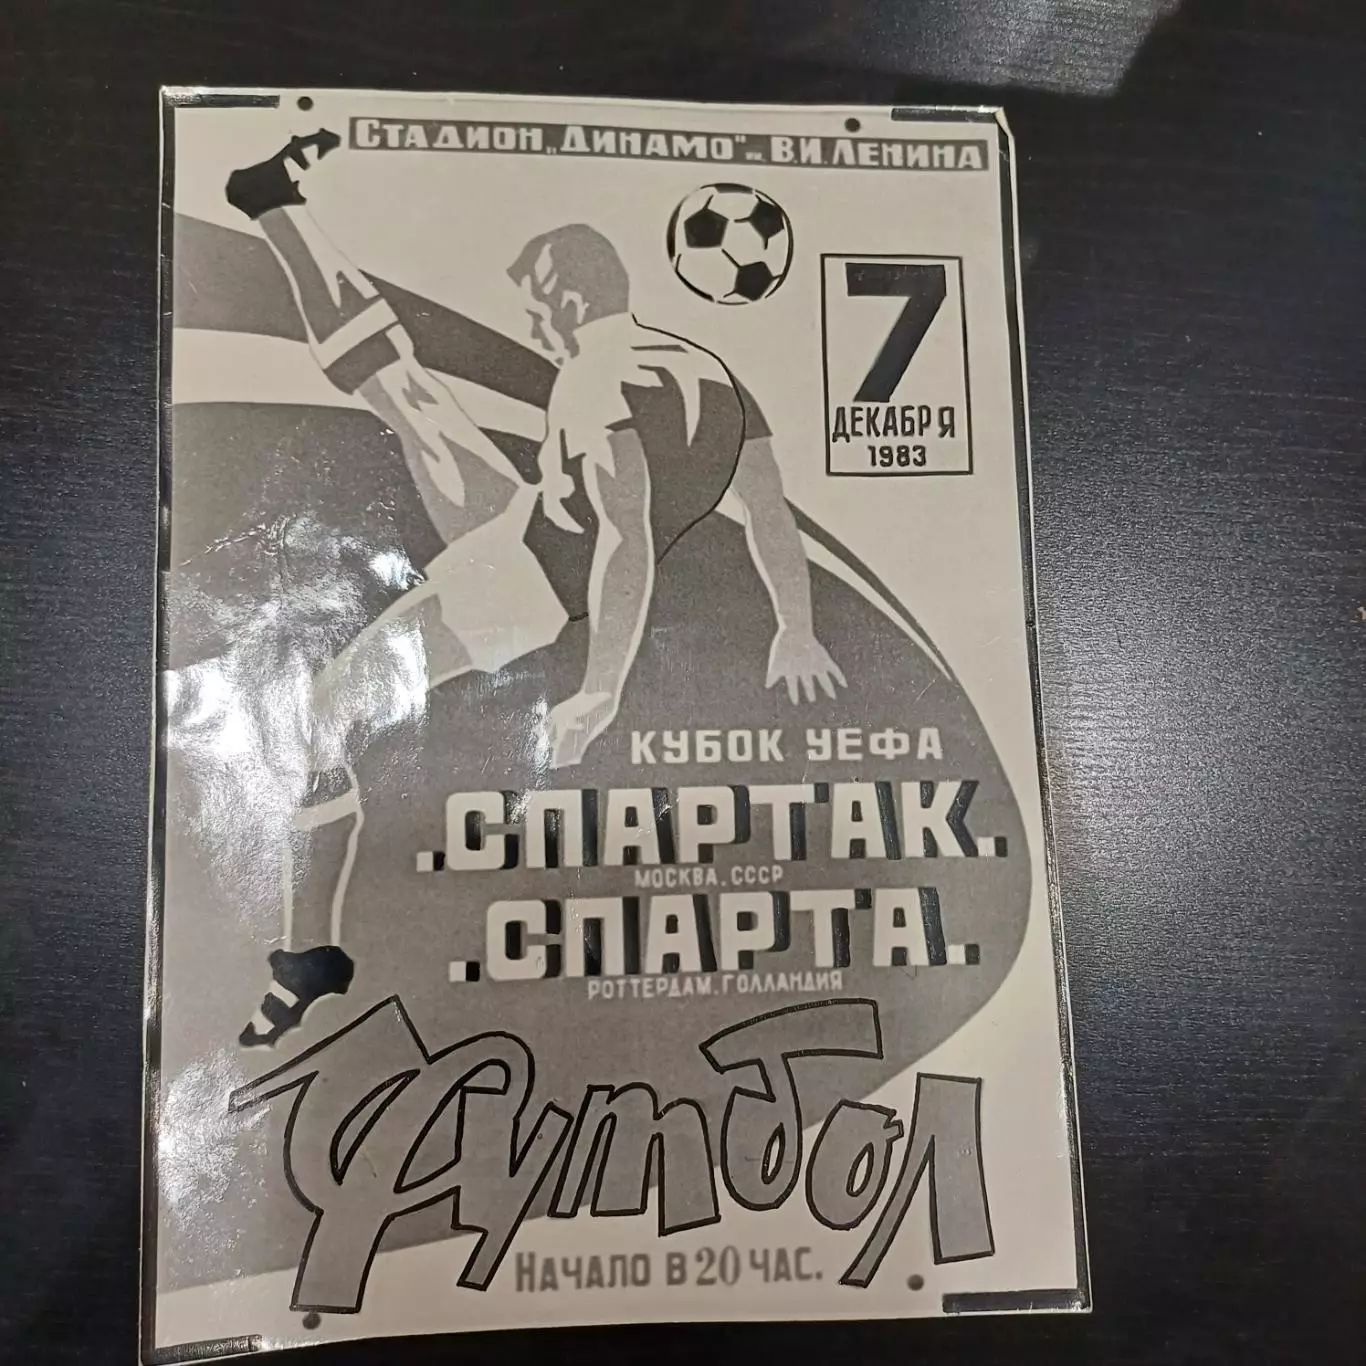 Стадион „Динамо" им. В.И. Ленина
7
ДЕКАБРЯ
1983
КУБОК УЕФА
„СПАРТАК"
МОСКВА. СССР
„СПАРТА"
РОТТЕРДАМ. ГОЛЛАНДИЯ
Футбол
НАЧАЛО В 20 ЧАС.